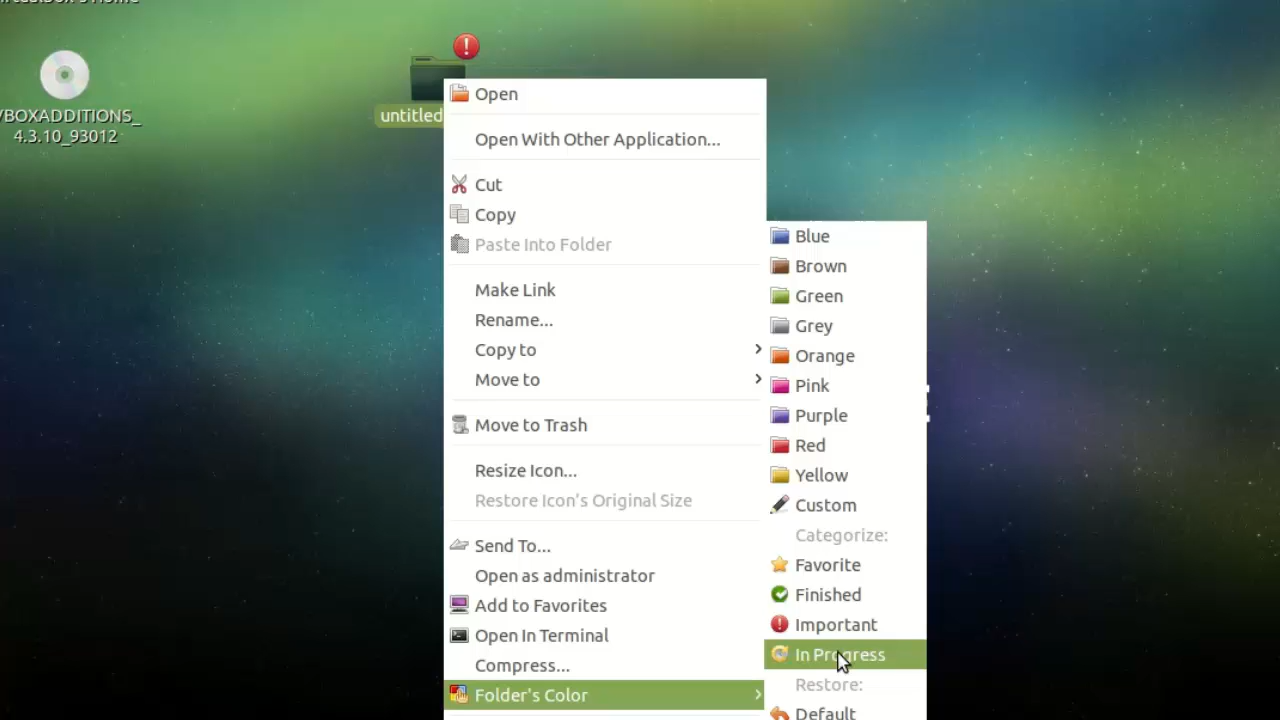 VBOXADDITIONS_
4.3.10_93012
untitled
Open
Open With Other Application...
Cut
Copy
Paste Into Folder
Make Link
Rename...
Copy to
Move to
Move to Trash
Resize Icon...
Restore Icon's Original Size
Send To...
Open as administrator
Add to Favorites
Open In Terminal
Compress...
Folder's Color
Blue
Brown
Green
Grey
Orange
Pink
Purple
Red
Yellow
Custom
Categorize:
Favorite
Finished
Important
In Progress
Restore:
Default